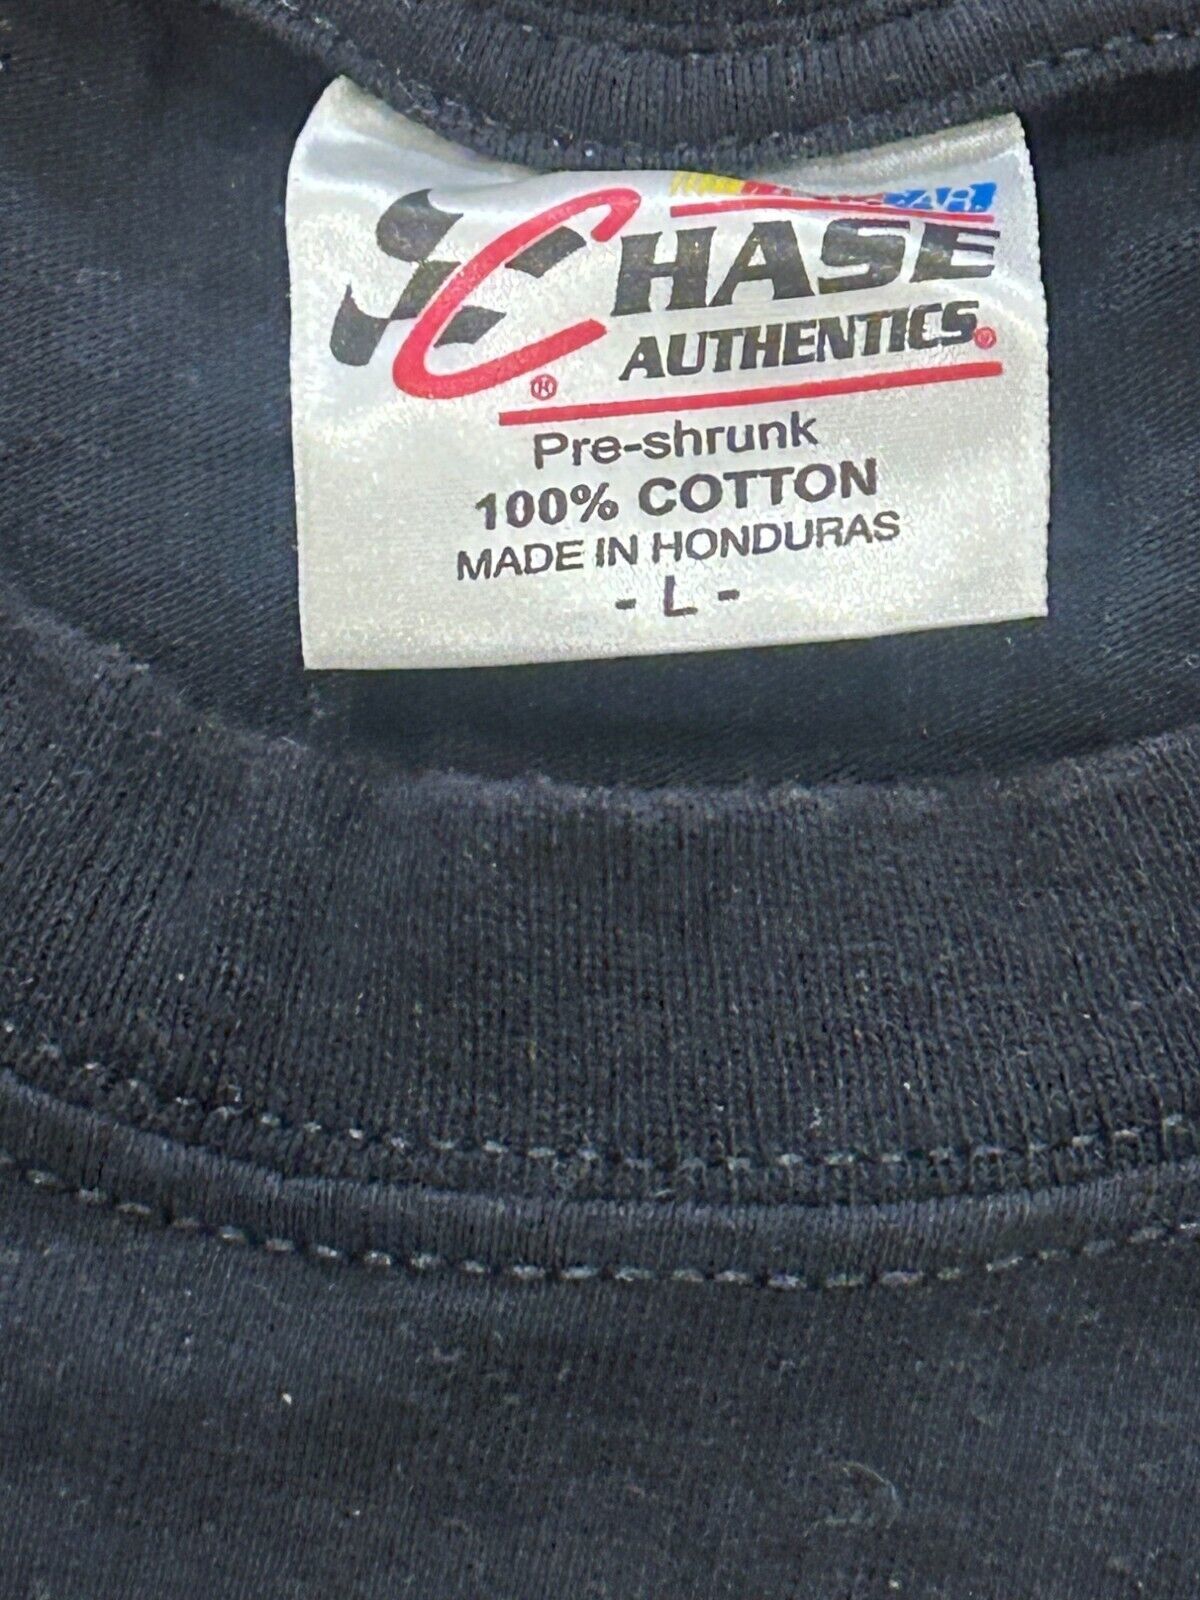 CHASE
AUTHENTICS®
®
Pre-shrunk
100% COTTON
MADE IN HONDURAS
- L -